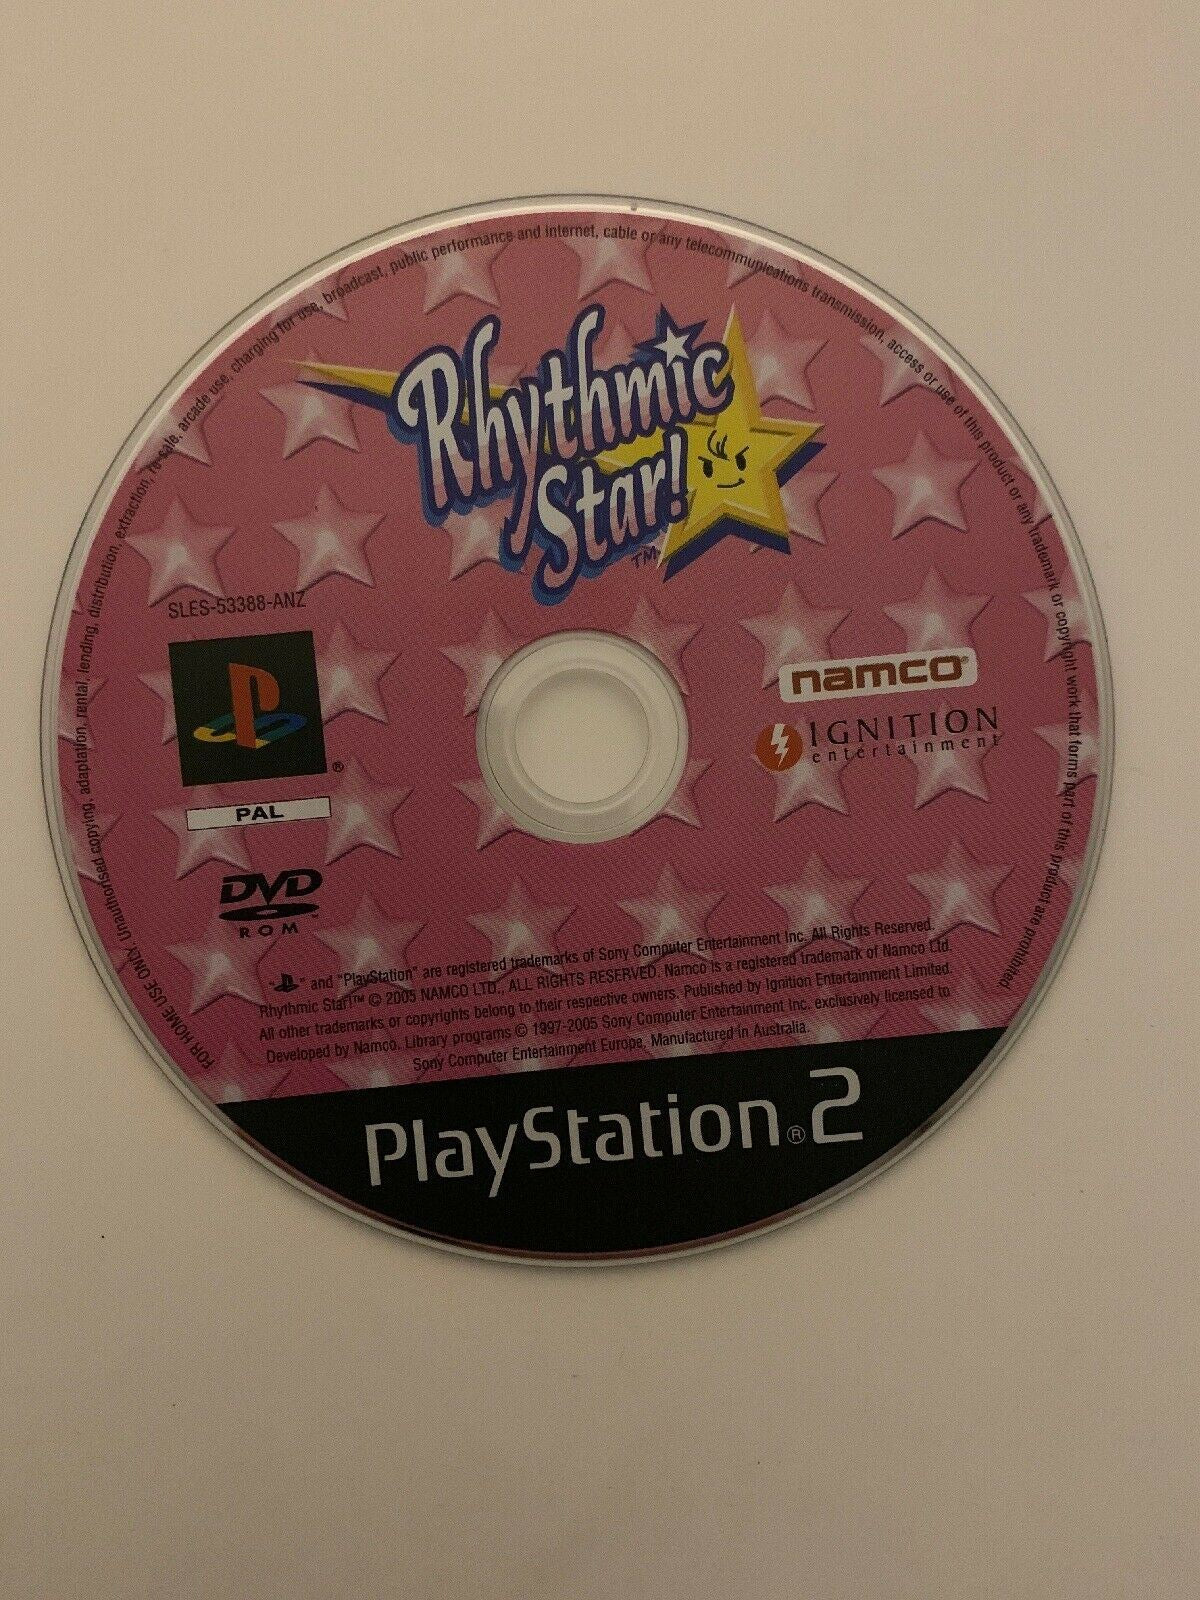 FOR HOME USE ONLY. Unauthorised copying, adaptation, rental, lending, distribution, extraction, re-sale, arcade use, charging for use, broadcast, public performance and internet, cable or any telecommunications transmission, access or use of this product or any trademark or copyright work that forms part of this product are prohibited
Rhythmic
Star!
TM
SLES-53388-ANZ
namco®
IGNITION
entertainment
®
PAL
DVD
ROM
TM
" " and "PlayStation" are registered trademarks of Sony Computer Entertainment Inc. All Rights Reserved.
Rhythmic Star!™ © 2005 NAMCO LTD., ALL RIGHTS RESERVED. Namco is a registered trademark of Namco Ltd.
All other trademarks or copyrights belong to their respective owners. Published by Ignition Entertainment Limited.
Developed by Namco. Library programs © 1997-2005 Sony Computer Entertainment Inc. exclusively licensed to
Sony Computer Entertainment Europe. Manufactured in Australia.
PlayStation®2